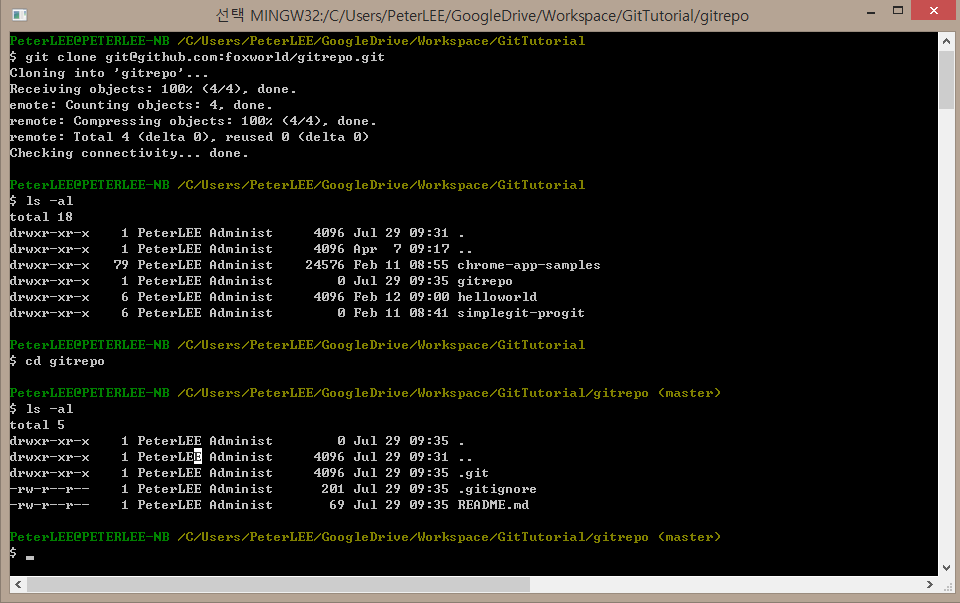 선택 MINGW32:/C/Users/PeterLEE/GoogleDrive/Workspace/GitTutorial/gitrepo
PeterLEE@PETERLEE-NB /C/Users/PeterLEE/GoogleDrive/Workspace/GitTutorial
$ git clone git@github.com:foxworld/gitrepo.git
Cloning into 'gitrepo'...
Receiving objects: 100% (4/4), done.
emote: Counting objects: 4, done.
remote: Compressing objects: 100% (4/4), done.
remote: Total 4 (delta 0), reused 0 (delta 0)
Checking connectivity... done.
PeterLEE@PETERLEE-NB /C/Users/PeterLEE/GoogleDrive/Workspace/GitTutorial
$ ls -al
total 18
drwxr-xr-x    1 PeterLEE Administ     4096 Jul 29 09:31 .
drwxr-xr-x    1 PeterLEE Administ     4096 Apr  7 09:17 ..
drwxr-xr-x   79 PeterLEE Administ    24576 Feb 11 08:55 chrome-app-samples
drwxr-xr-x    1 PeterLEE Administ        0 Jul 29 09:35 gitrepo
drwxr-xr-x    6 PeterLEE Administ     4096 Feb 12 09:00 helloworld
drwxr-xr-x    6 PeterLEE Administ        0 Feb 11 08:41 simplegit-progit
PeterLEE@PETERLEE-NB /C/Users/PeterLEE/GoogleDrive/Workspace/GitTutorial
$ cd gitrepo
PeterLEE@PETERLEE-NB /C/Users/PeterLEE/GoogleDrive/Workspace/GitTutorial/gitrepo (master)
$ ls -al
total 5
drwxr-xr-x    1 PeterLEE Administ        0 Jul 29 09:35 .
drwxr-xr-x    1 PeterLEE Administ     4096 Jul 29 09:31 ..
drwxr-xr-x    1 PeterLEE Administ     4096 Jul 29 09:35 .git
-rw-r--r--    1 PeterLEE Administ      201 Jul 29 09:35 .gitignore
-rw-r--r--    1 PeterLEE Administ       69 Jul 29 09:35 README.md
PeterLEE@PETERLEE-NB /C/Users/PeterLEE/GoogleDrive/Workspace/GitTutorial/gitrepo (master)
$